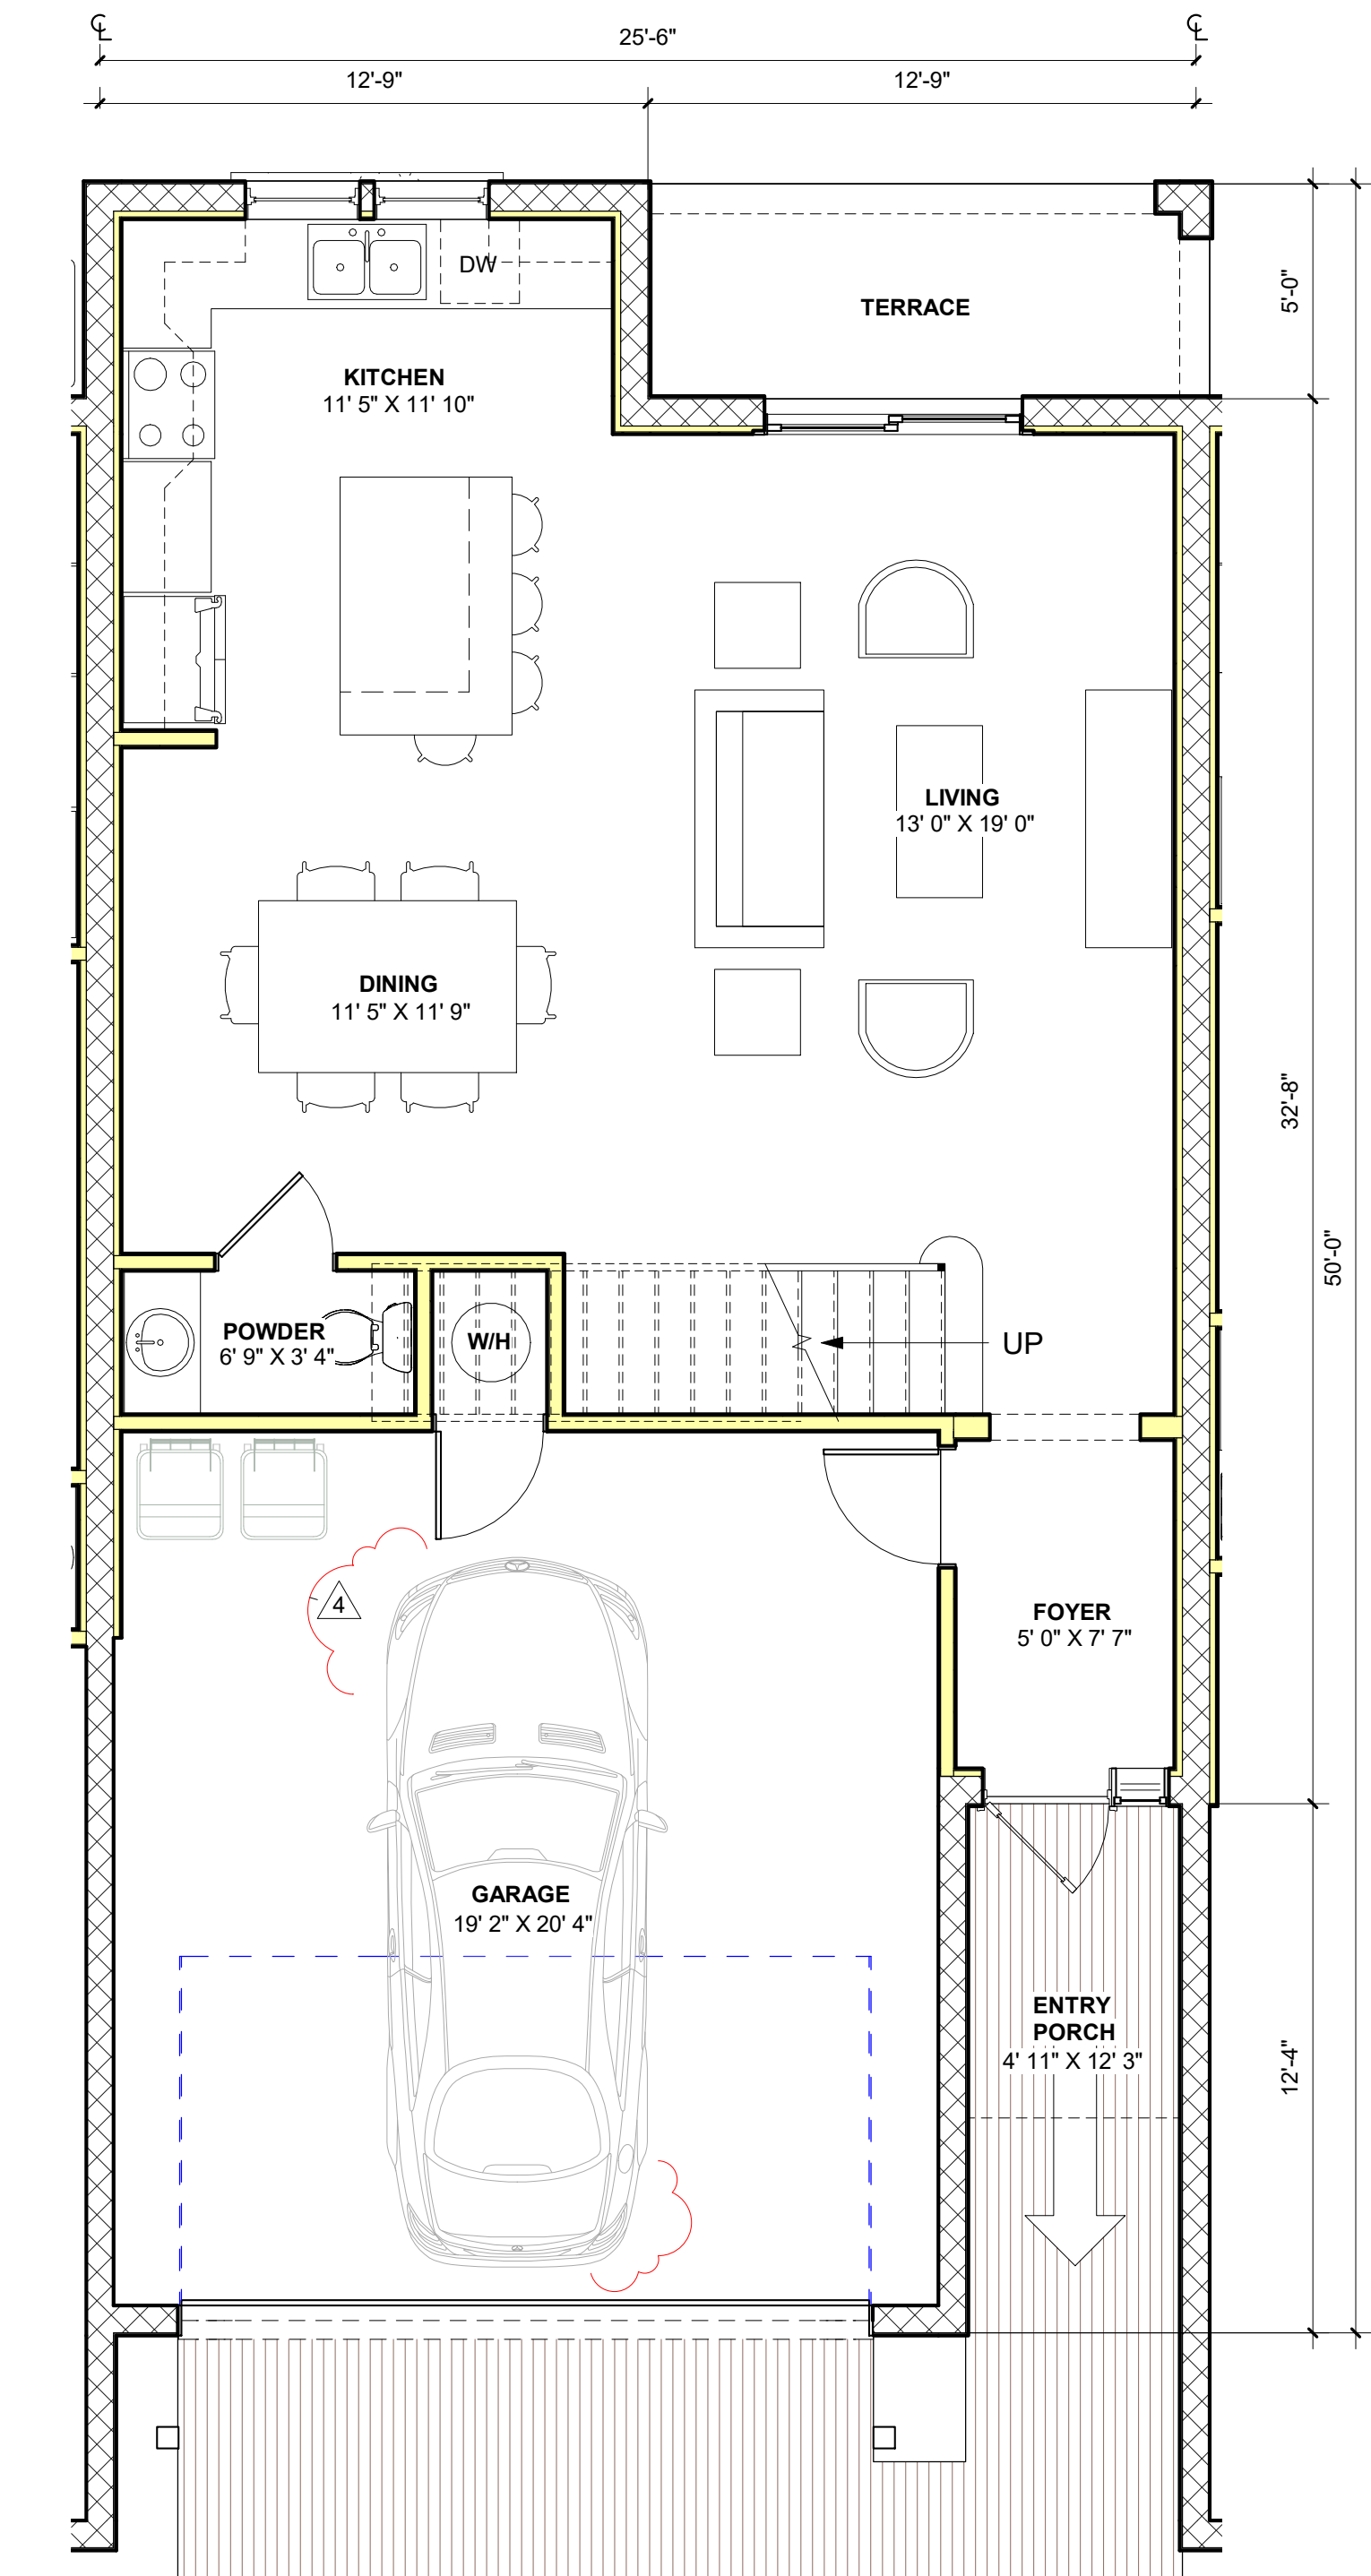 ℄ ℄
25'-6"
12'-9" 12'-9"
DW
TERRACE
5'-0"
KITCHEN
11' 5" X 11' 10"
LIVING
13' 0" X 19' 0"
DINING
11' 5" X 11' 9"
32'-8"
50'-0"
POWDER
6' 9" X 3' 4"
W/H
UP
4
FOYER
5' 0" X 7' 7"
GARAGE
19' 2" X 20' 4"
ENTRY
PORCH
4' 11" X 12' 3"
12'-4"